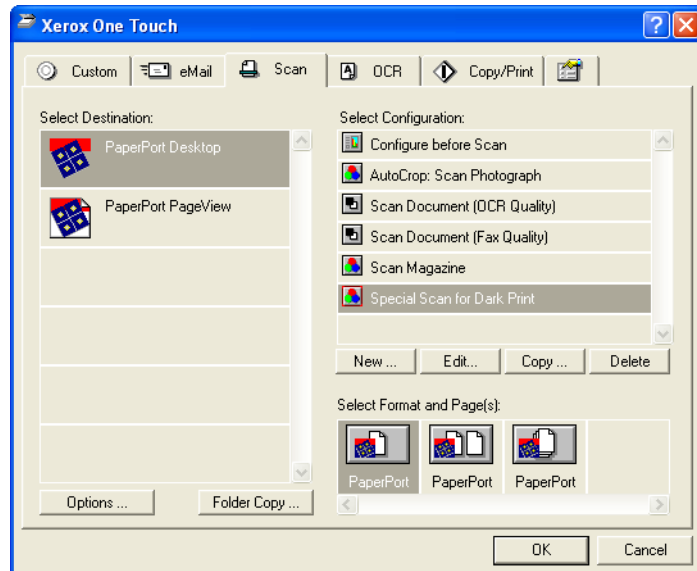 Xerox One Touch
Custom eMail Scan OCR Copy/Print
Select Destination:
PaperPort Desktop
PaperPort PageView
Options ... Folder Copy ...
Select Configuration:
Configure before Scan
AutoCrop: Scan Photograph
Scan Document (OCR Quality)
Scan Document (Fax Quality)
Scan Magazine
Special Scan for Dark Print
New ... Edit... Copy ... Delete
Select Format and Page(s):
PaperPort PaperPort PaperPort
OK Cancel